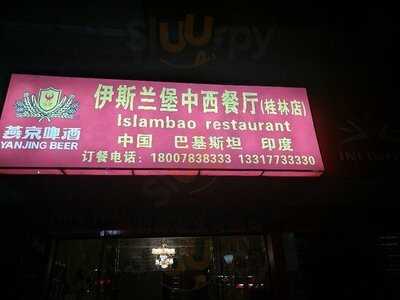 伊斯兰堡中西餐厅(桂林店)
Islambao restaurant
中国 巴基斯坦 印度
订餐电话：18007838333 13317733330
燕京啤酒
YANJING BEER